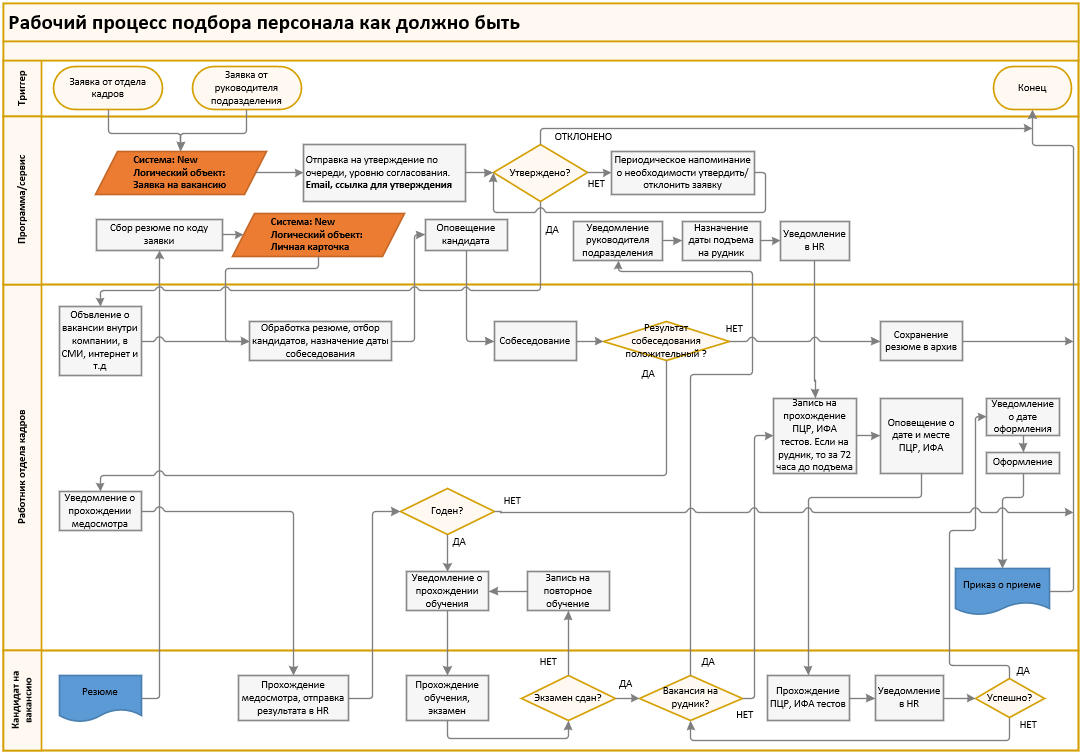 Рабочий процесс подбора персонала как должно быть
Триггер
Заявка от отдела
кадров
Заявка от
руководителя
подразделения
Конец
Программа/сервис
Система: New
Логический объект:
Заявка на вакансию
Отправка на утверждение по
очереди, уровню согласования.
Email, ссылка для утверждения
Утверждено?
ОТКЛОНЕНО
НЕТ
ДА
Периодическое напоминание
о необходимости утвердить/
отклонить заявку
Сбор резюме по коду
заявки
Система: New
Логический объект:
Личная карточка
Оповещение
кандидата
Уведомление
руководителя
подразделения
Назначение
даты подъема
на рудник
Уведомление
в HR
Работник отдела кадров
Объвление о
вакансии внутри
компании, в
СМИ, интернет и
т.д
Обработка резюме, отбор
кандидатов, назначение даты
собеседования
Собеседование
Результат
собеседования
положительный ?
НЕТ
ДА
Сохранение
резюме в архив
Запись на
прохождение
ПЦР, ИФА
тестов. Если на
рудник, то за 72
часа до подъема
Оповещение о
дате и месте
ПЦР, ИФА
Уведомление
о дате
оформления
Оформление
Уведомление о
прохождении
медосмотра
Годен?
НЕТ
ДА
Уведомление о
прохождении
обучения
Запись на
повторное
обучение
Приказ о приеме
Кандидат на
вакансию
Резюме
Прохождение
медосмотра, отправка
результата в HR
Прохождение
обучения,
экзамен
НЕТ
Экзамен сдан?
ДА
Вакансия на
рудник?
ДА
НЕТ
Прохождение
ПЦР, ИФА тестов
Уведомление
в HR
Успешно?
ДА
НЕТ